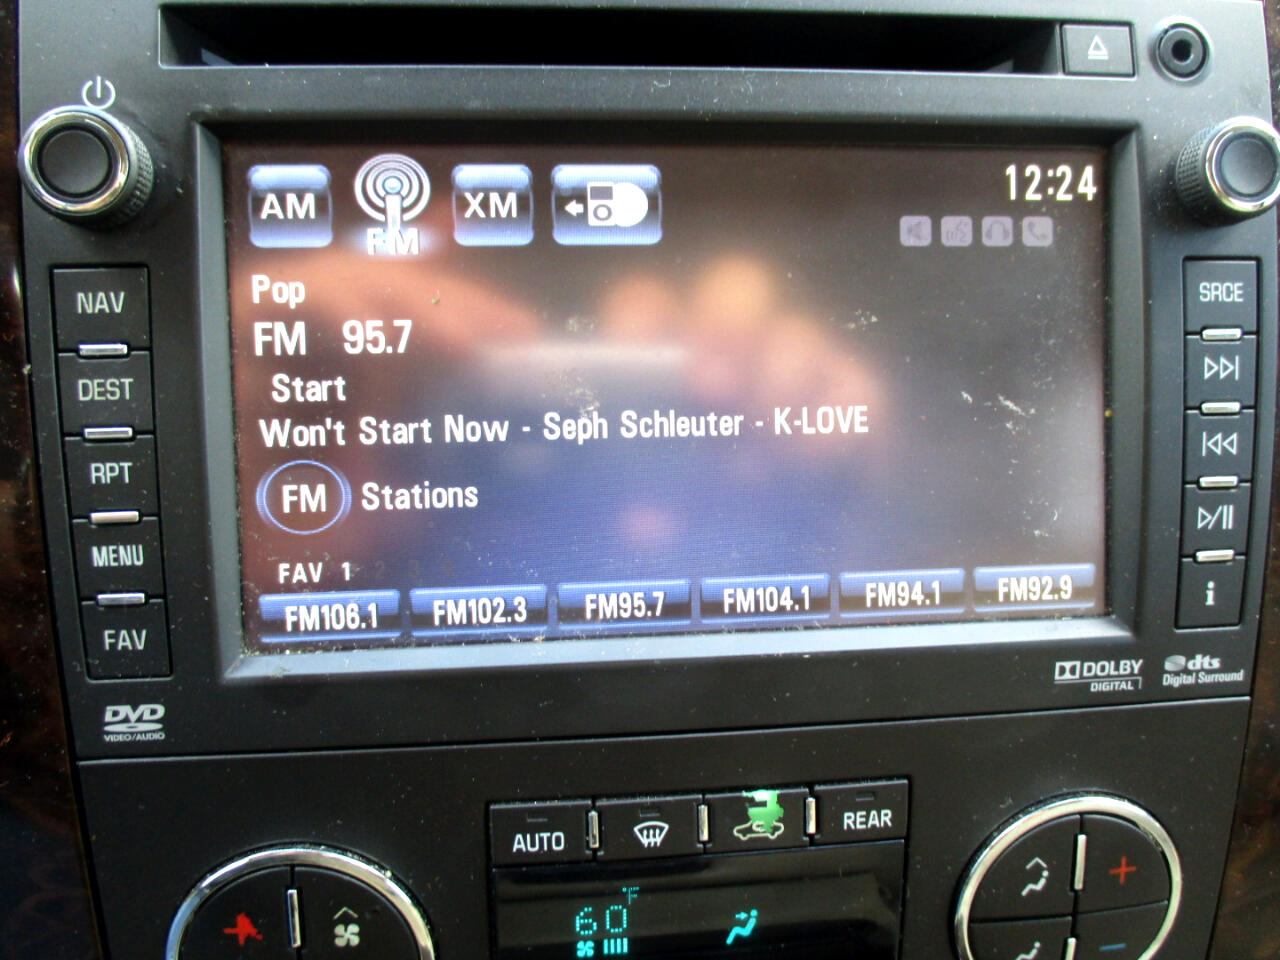 AM FM XM
12:24
Pop
FM 95.7
Start
Won't Start Now - Seph Schleuter - K-LOVE
FM Stations
FAV 1 2 3
FM106.1 FM102.3 FM95.7 FM104.1 FM94.1 FM92.9
NAV
DEST
RPT
MENU
FAV
SRCE
i
DVD
VIDEO/AUDIO
DOLBY
DIGITAL
dts
Digital Surround
AUTO
REAR
60 °F